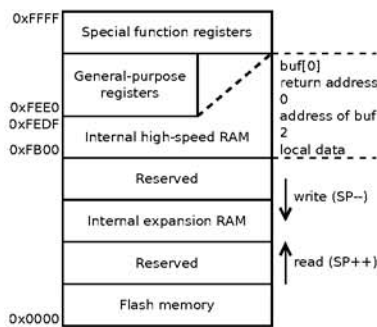 0xFFFF
Special function registers
General-purpose
registers
0xFEE0
0xFEDF
Internal high-speed RAM
0xFB00
Reserved
Internal expansion RAM
Reserved
Flash memory
0x0000
buf[0]
return address
0
address of buf
2
local data
write (SP--)
read (SP++)